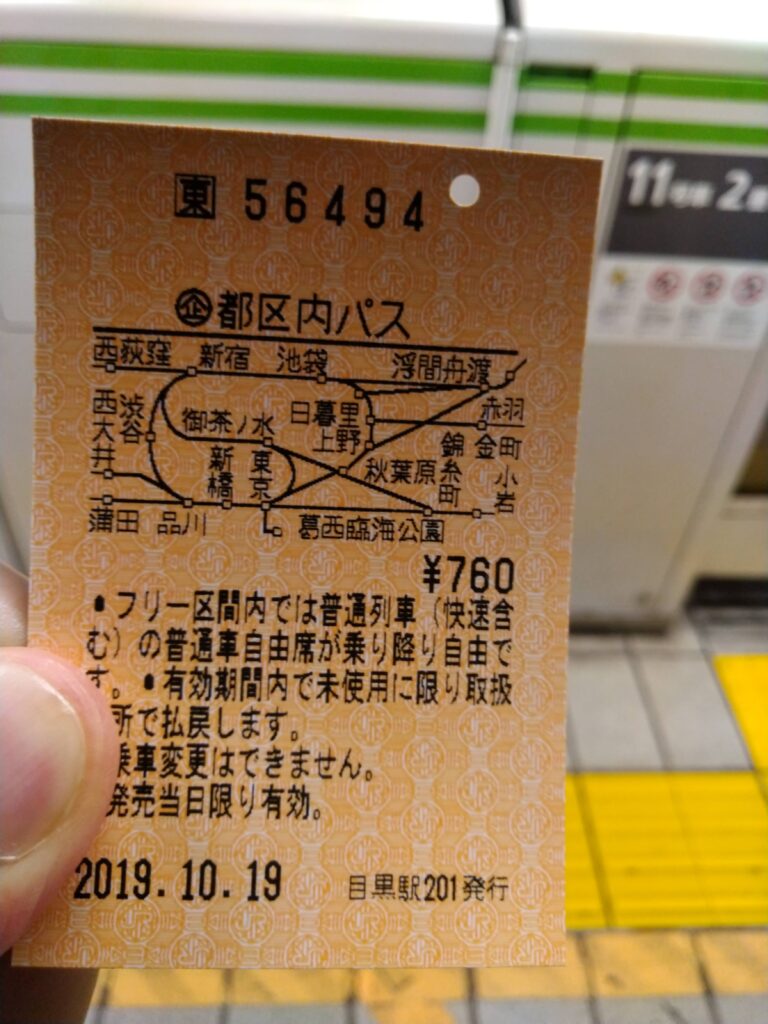 東 56494
企 都区内パス
西荻窪 新宿 池袋 浮間舟渡
西大井 渋谷 御茶ノ水 日暮里 赤羽
上野 錦糸町 金町
新橋 東京 秋葉原 小岩
蒲田 品川 葛西臨海公園
¥760
・フリー区間内では普通列車（快速含
む）の普通車自由席が乗り降り自由で
す。・有効期間内で未使用に限り取扱
所で払戻します。
乗車変更はできません。
発売当日限り有効。
2019.10.19 目黒駅201発行
11号車 2